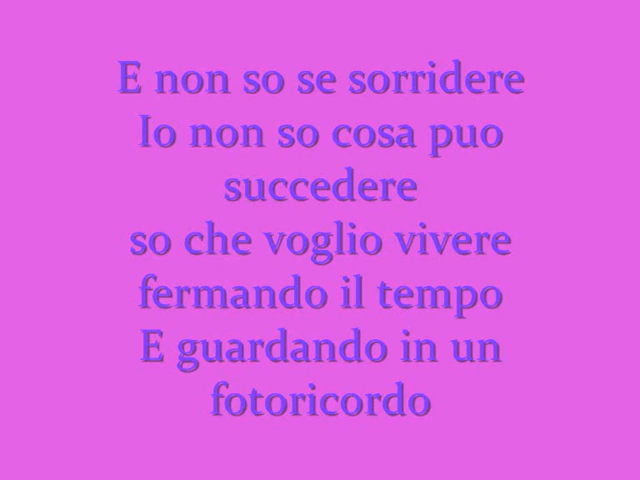 E non so se sorridere
Io non so cosa puo
succedere
so che voglio vivere
fermando il tempo
E guardando in un
fotoricordo